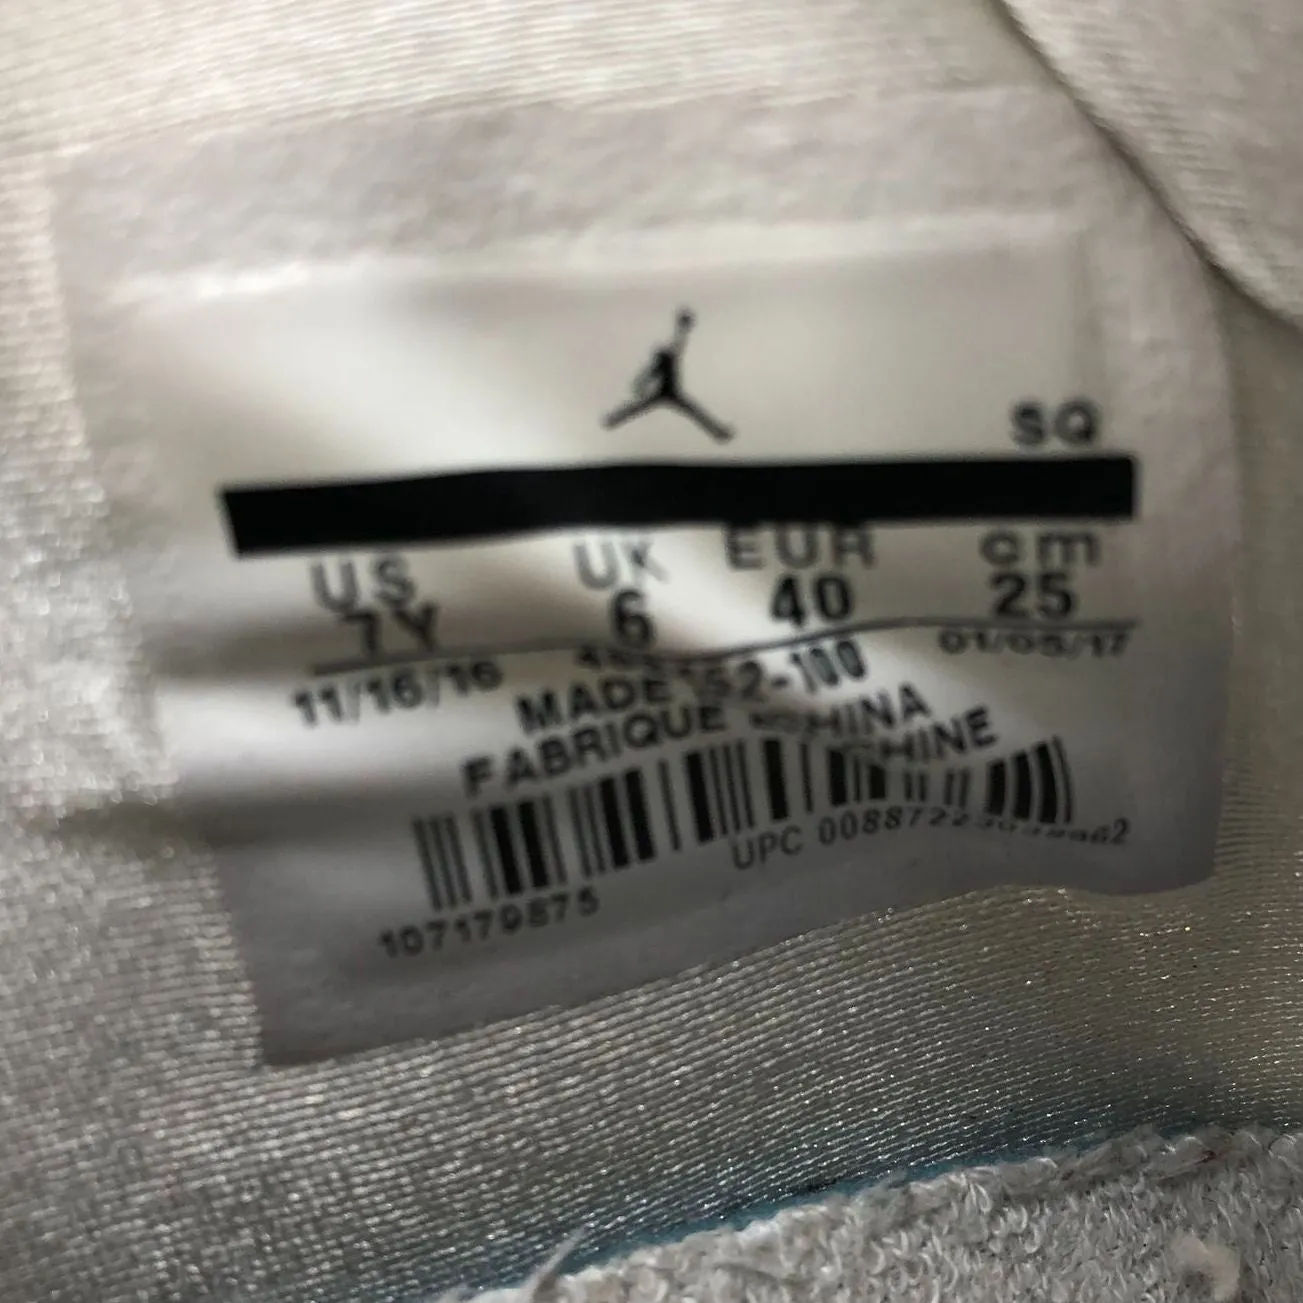 SQ
US UK EUR cm
7Y 6 40 25
11/16/16 01/05/17
MADE
FABRIQUE
107179875
UPC